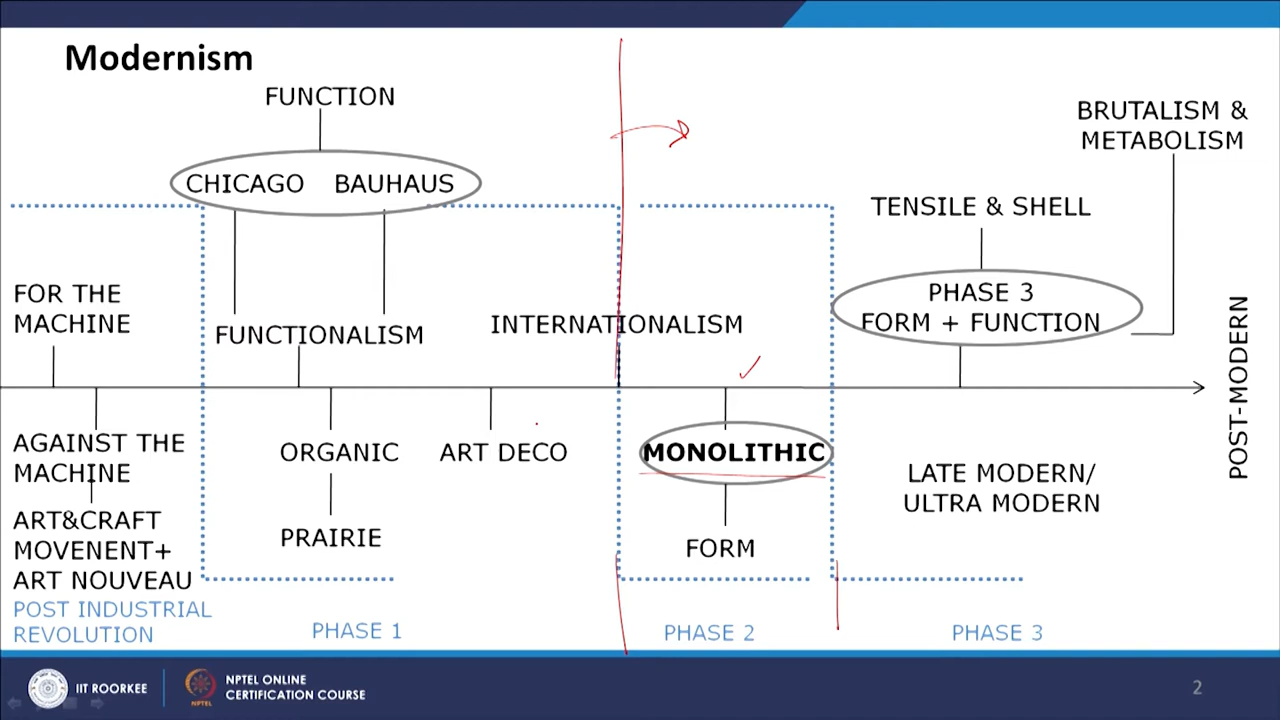 Modernism
FUNCTION
CHICAGO BAUHAUS
BRUTALISM &
METABOLISM
TENSILE & SHELL
FOR THE
MACHINE
FUNCTIONALISM
INTERNATIONALISM
PHASE 3
FORM + FUNCTION
POST-MODERN
AGAINST THE
MACHINE
ART&CRAFT
MOVENENT+
ART NOUVEAU
ORGANIC
PRAIRIE
ART DECO
MONOLITHIC
FORM
LATE MODERN/
ULTRA MODERN
POST INDUSTRIAL
REVOLUTION
PHASE 1
PHASE 2
PHASE 3
IIT ROORKEE
NPTEL
NPTEL ONLINE
CERTIFICATION COURSE
2